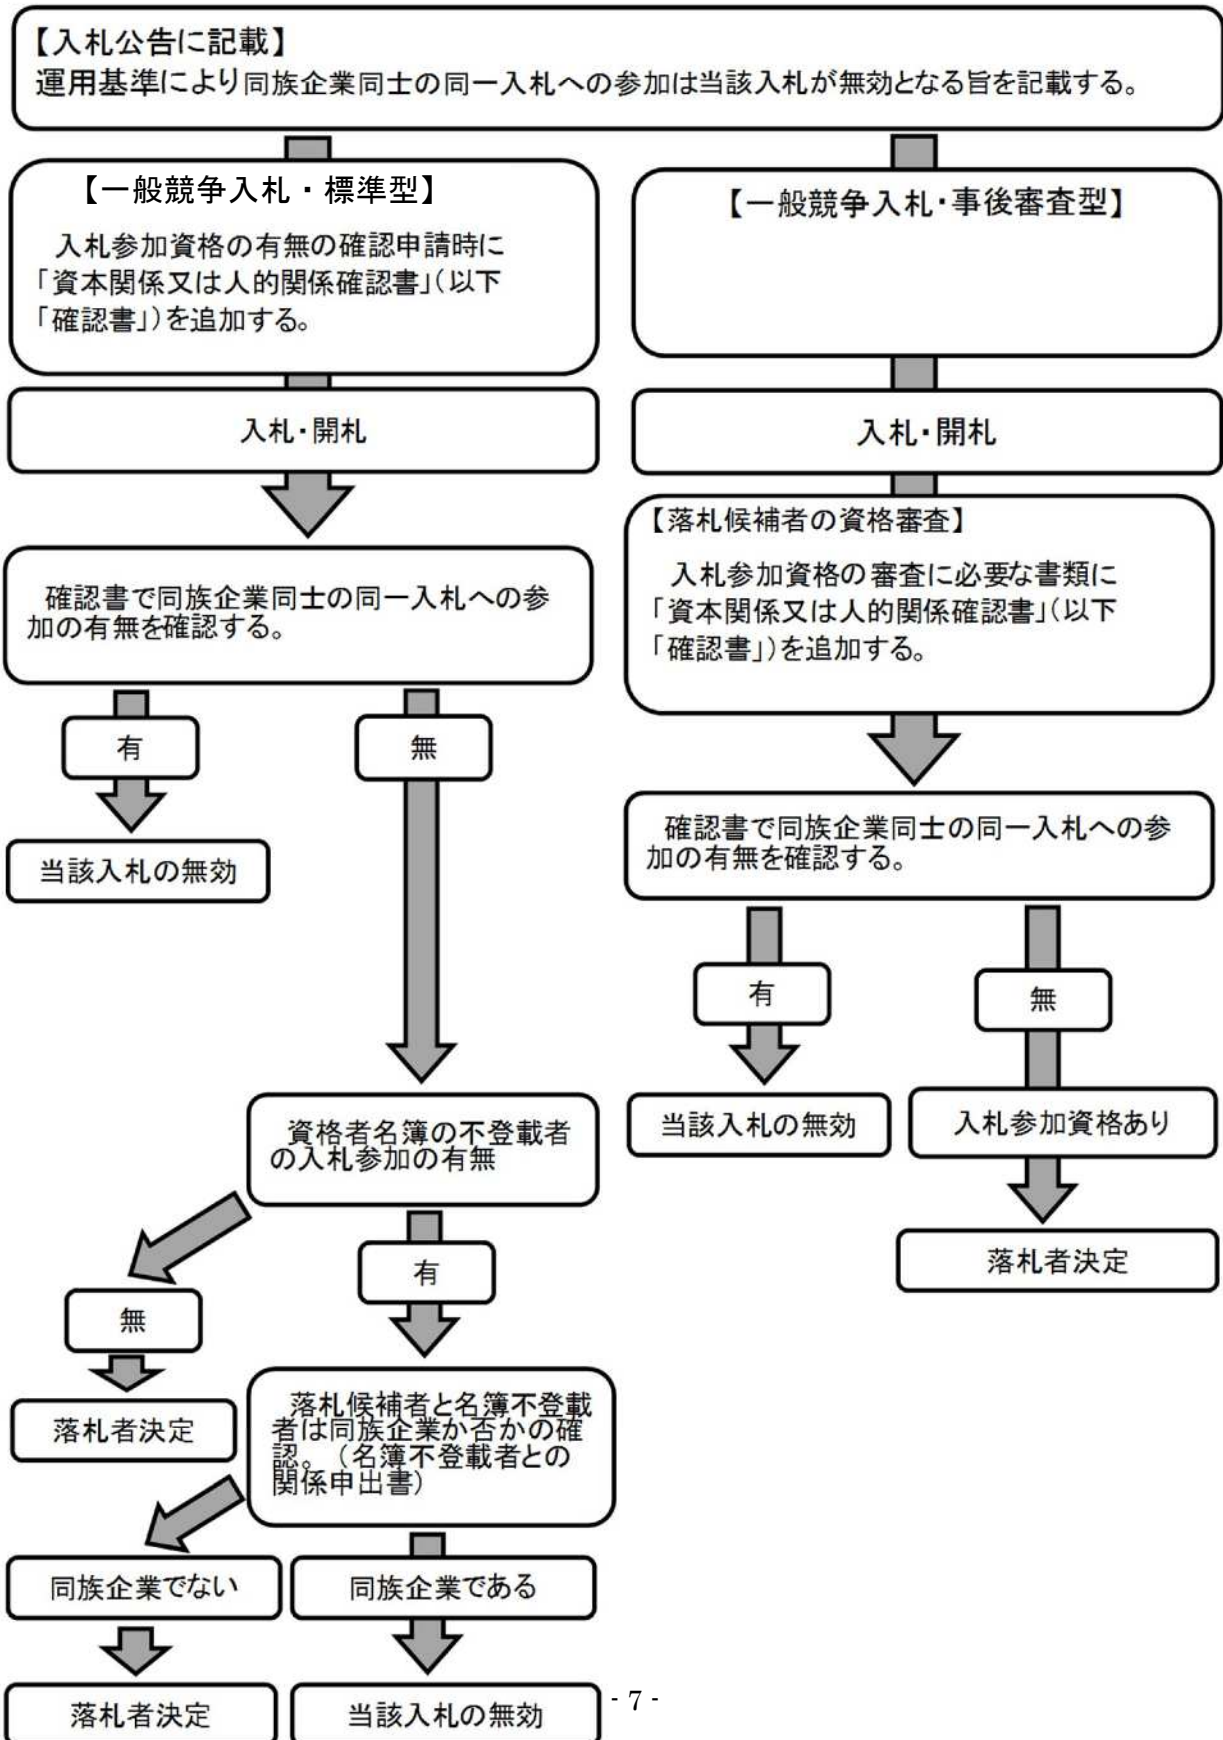 【入札公告に記載】
運用基準により同族企業同士の同一入札への参加は当該入札が無効となる旨を記載する。
【一般競争入札・標準型】
入札参加資格の有無の確認申請時に
「資本関係又は人的関係確認書」(以下
「確認書」)を追加する。
入札・開札
確認書で同族企業同士の同一入札への参
加の有無を確認する。
有
無
当該入札の無効
資格者名簿の不登載者
の入札参加の有無
無
有
落札者決定
落札候補者と名簿不登載
者は同族企業か否かの確
認。(名簿不登載者との
関係申出書)
同族企業でない
同族企業である
落札者決定
当該入札の無効
【一般競争入札・事後審査型】
入札・開札
【落札候補者の資格審査】
入札参加資格の審査に必要な書類に
「資本関係又は人的関係確認書」(以下
「確認書」)を追加する。
確認書で同族企業同士の同一入札への参
加の有無を確認する。
有
無
当該入札の無効
入札参加資格あり
落札者決定
- 7 -